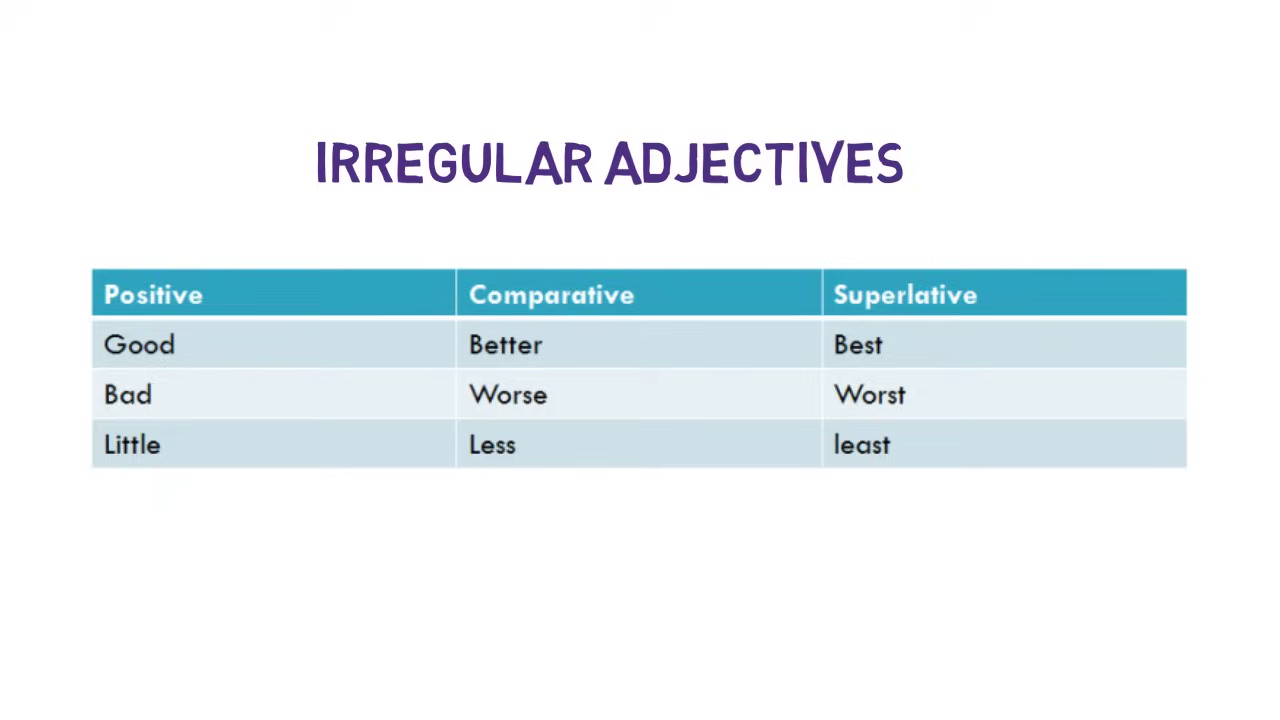 IRREGULAR ADJECTIVES
Positive Comparative Superlative
Good Better Best
Bad Worse Worst
Little Less least